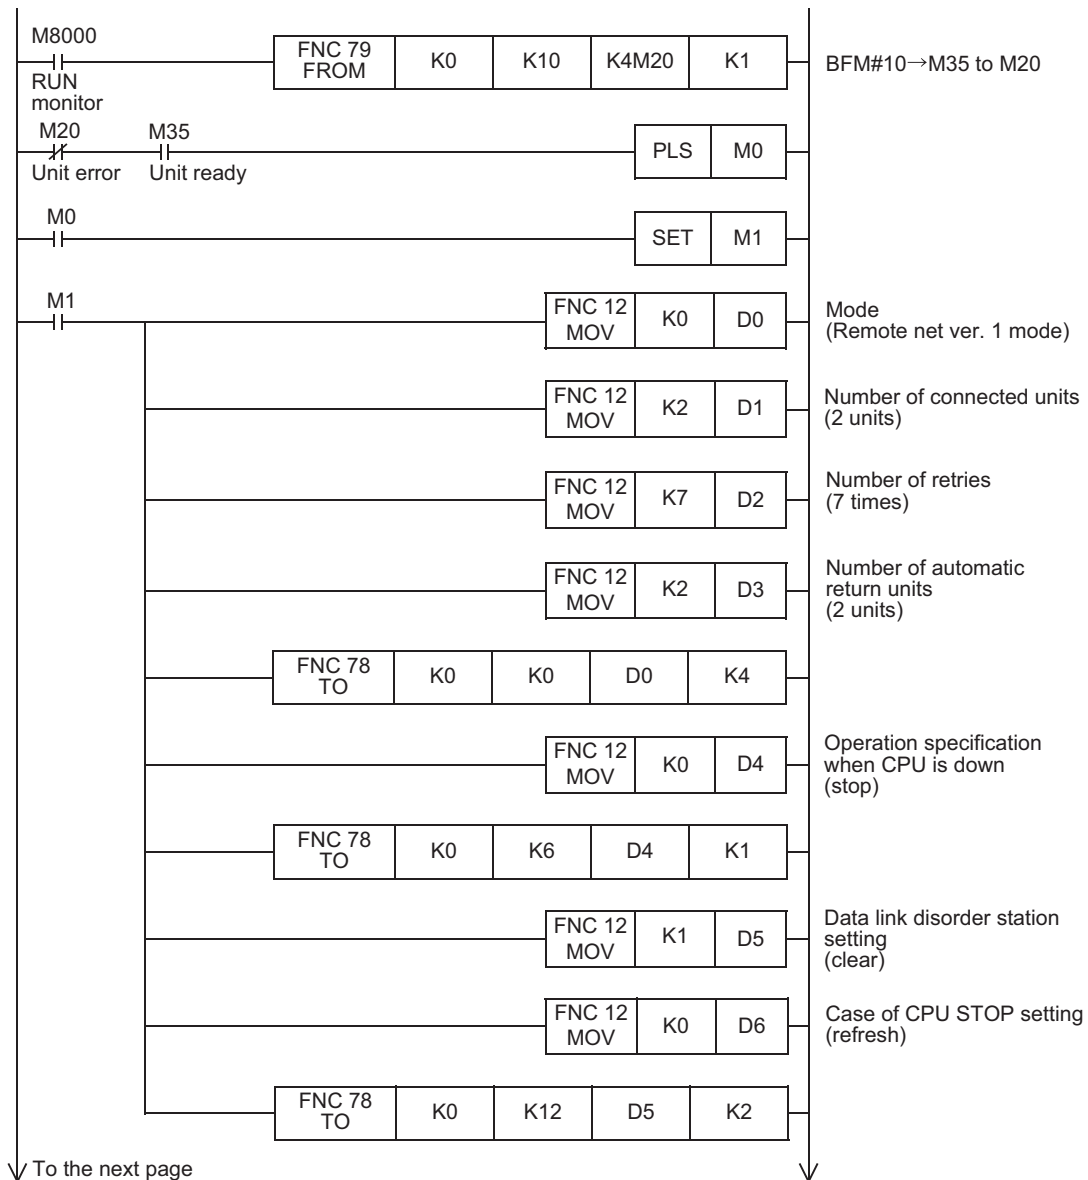 M8000
RUN
monitor
FNC 79
FROM
K0
K10
K4M20
K1
BFM#10→M35 to M20
M20
Unit error
M35
Unit ready
PLS
M0
M0
SET
M1
M1
FNC 12
MOV
K0
D0
Mode
(Remote net ver. 1 mode)
FNC 12
MOV
K2
D1
Number of connected units
(2 units)
FNC 12
MOV
K7
D2
Number of retries
(7 times)
FNC 12
MOV
K2
D3
Number of automatic
return units
(2 units)
FNC 78
TO
K0
K0
D0
K4
FNC 12
MOV
K0
D4
Operation specification
when CPU is down
(stop)
FNC 78
TO
K0
K6
D4
K1
FNC 12
MOV
K1
D5
Data link disorder station
setting
(clear)
FNC 12
MOV
K0
D6
Case of CPU STOP setting
(refresh)
FNC 78
TO
K0
K12
D5
K2
To the next page